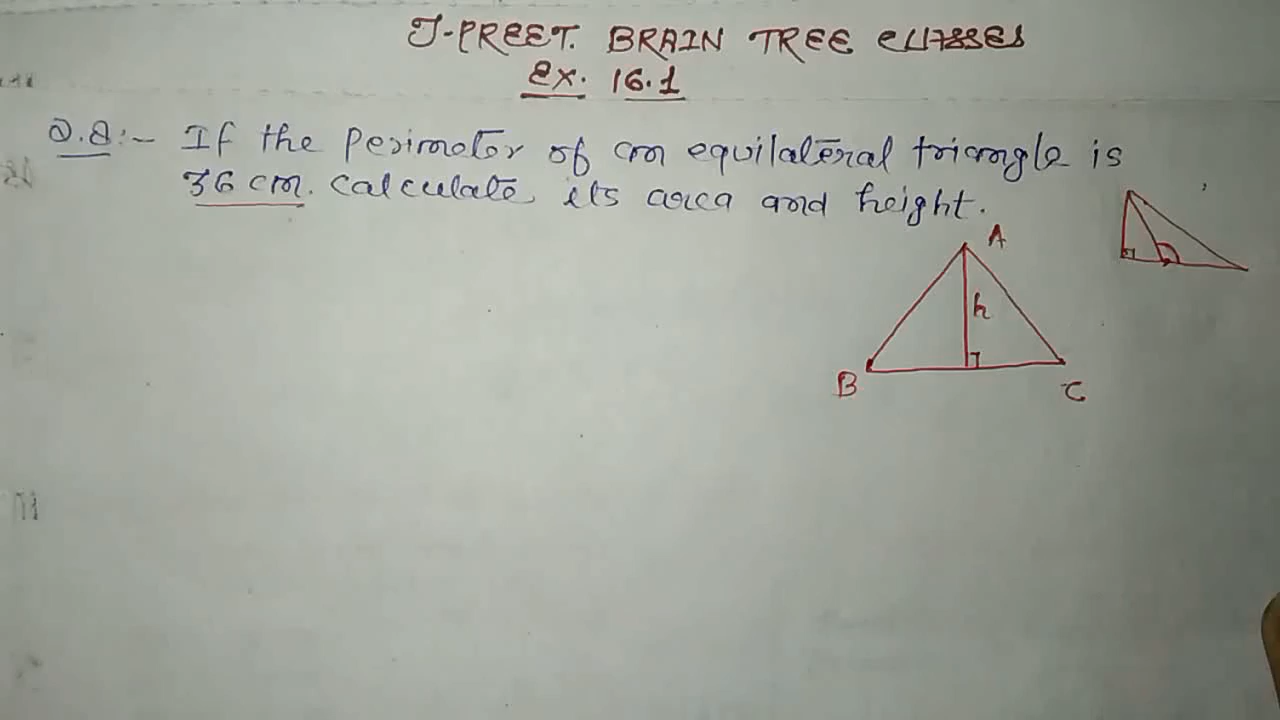 J-PREET. BRAIN TREE CLASSES
Ex. 16.1
Q.8:- If the perimeter of an equilateral triangle is
36 cm. calculate its area and height.
A
h
B
C